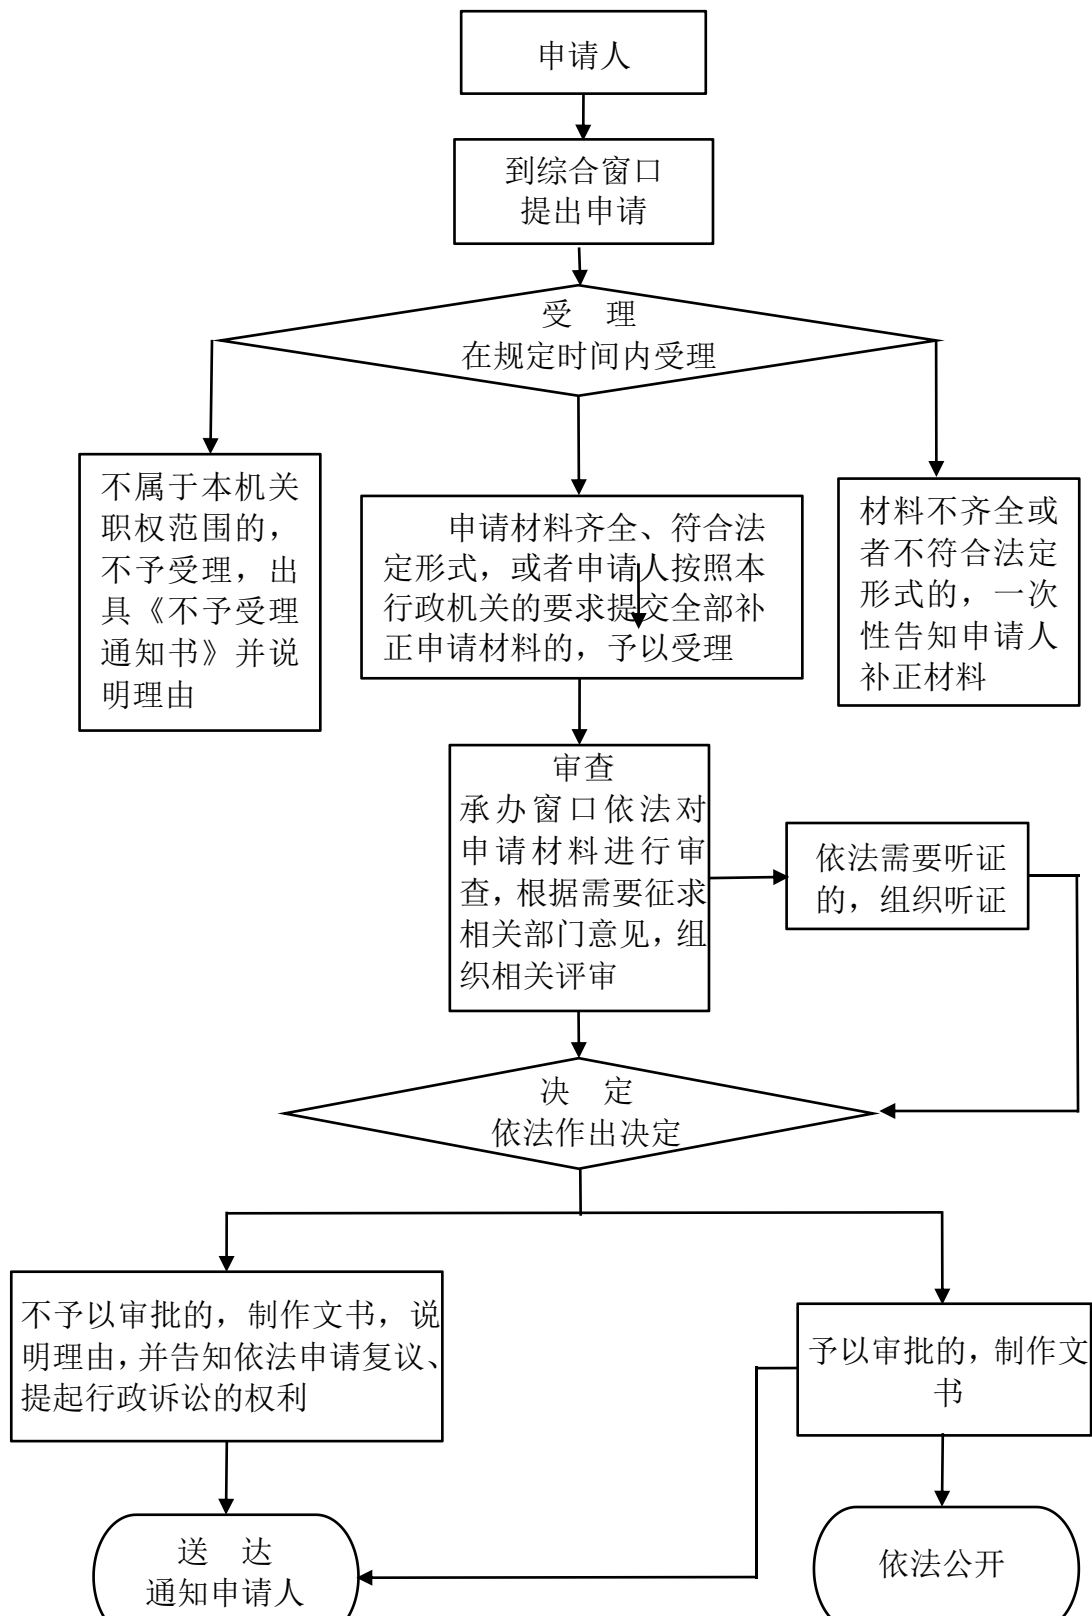 申请人
到综合窗口
提出申请
受　理
在规定时间内受理
不属于本机关
职权范围的，
不予受理，出
具《不予受理
通知书》并说
明理由
申请材料齐全、符合法
定形式，或者申请人按照本
行政机关的要求提交全部补
正申请材料的，予以受理
材料不齐全或
者不符合法定
形式的，一次
性告知申请人
补正材料
审查
承办窗口依法对
申请材料进行审
查，根据需要征求
相关部门意见，组
织相关评审
依法需要听证
的，组织听证
决　定
依法作出决定
不予以审批的，制作文书，说
明理由，并告知依法申请复议、
提起行政诉讼的权利
予以审批的，制作文
书
送　达
通知申请人
依法公开